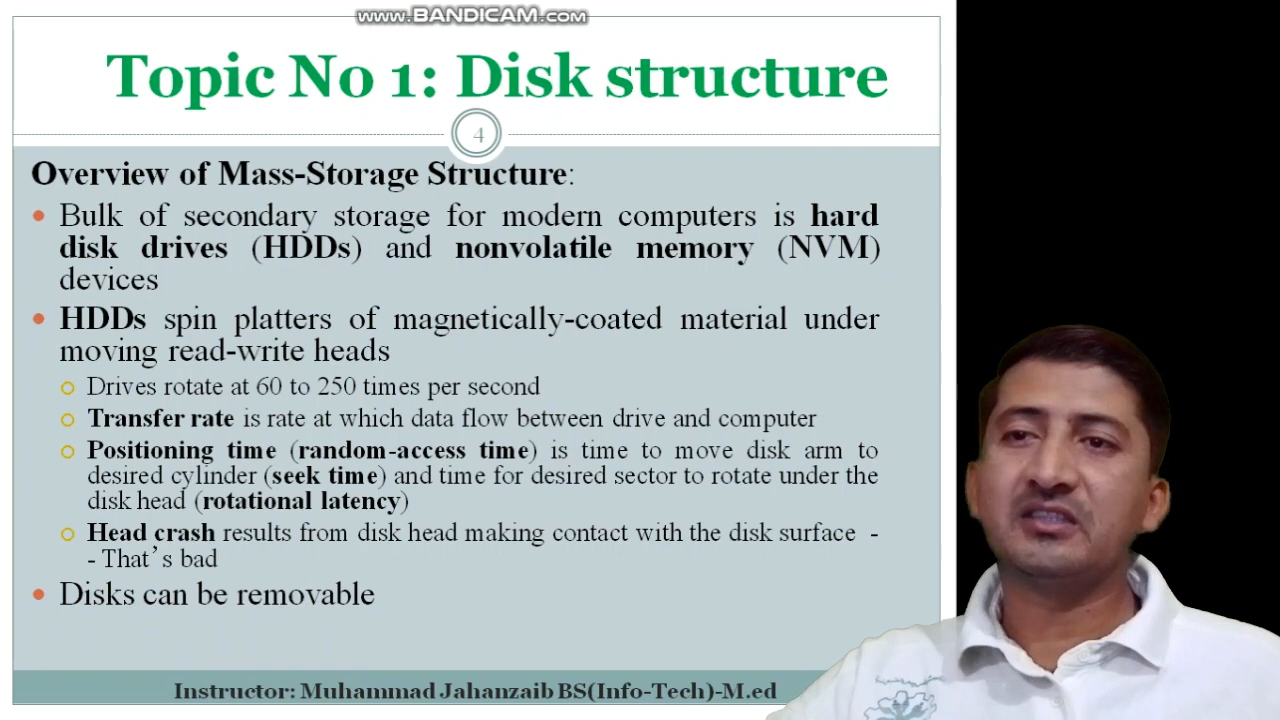 www.BANDICAM.com
Topic No 1: Disk structure
4
Overview of Mass-Storage Structure:
• Bulk of secondary storage for modern computers is hard
disk drives (HDDs) and nonvolatile memory (NVM)
devices
• HDDs spin platters of magnetically-coated material under
moving read-write heads
Drives rotate at 60 to 250 times per second
Transfer rate is rate at which data flow between drive and computer
Positioning time (random-access time) is time to move disk arm to
desired cylinder (seek time) and time for desired sector to rotate under the
disk head (rotational latency)
Head crash results from disk head making contact with the disk surface -
- That’s bad
• Disks can be removable
Instructor: Muhammad Jahanzaib BS(Info-Tech)-M.ed